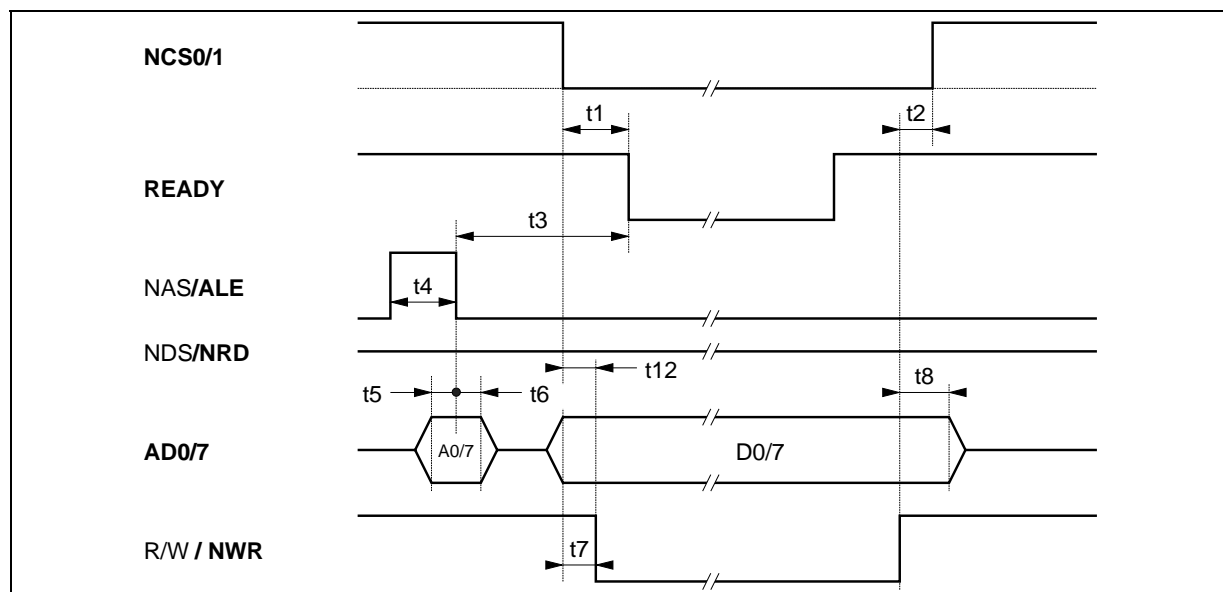 NCS0/1
t1
t2
READY
t3
NAS/ALE
t4
NDS/NRD
t12
t5
t6
t8
AD0/7
A0/7
D0/7
R/W / NWR
t7